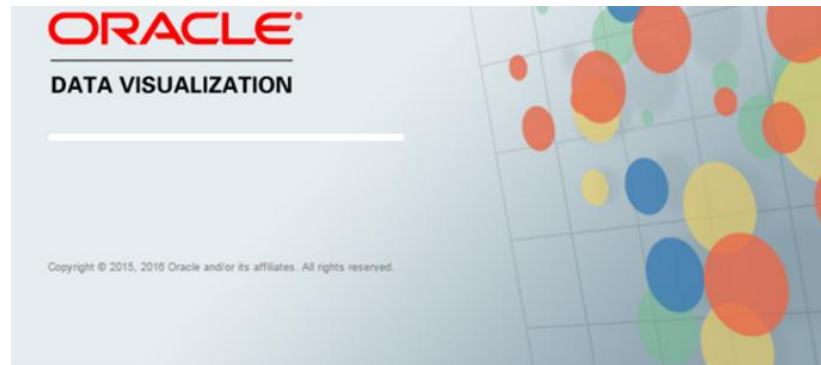 ORACLE®
DATA VISUALIZATION
Copyright © 2015, 2016 Oracle and/or its affiliates. All rights reserved.